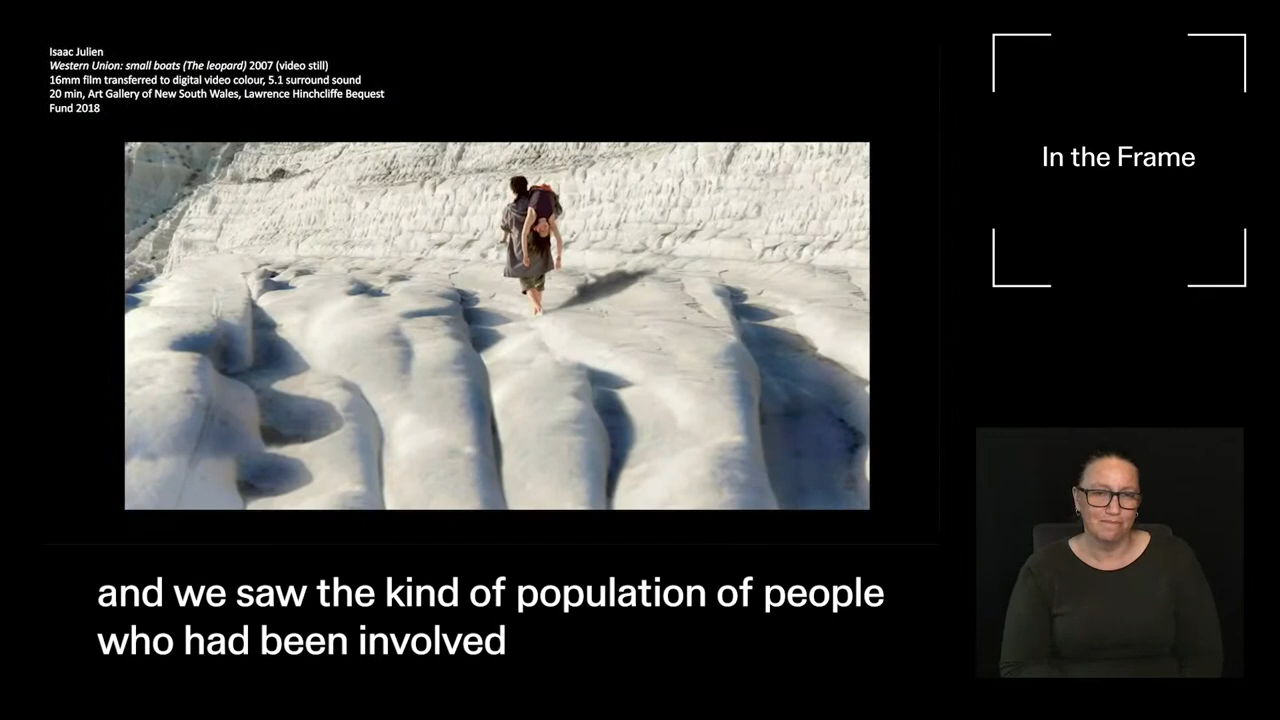 Isaac Julien
Western Union: small boats (The leopard) 2007 (video still)
16mm film transferred to digital video colour, 5.1 surround sound
20 min, Art Gallery of New South Wales, Lawrence Hinchcliffe Bequest
Fund 2018
In the Frame
and we saw the kind of population of people
who had been involved